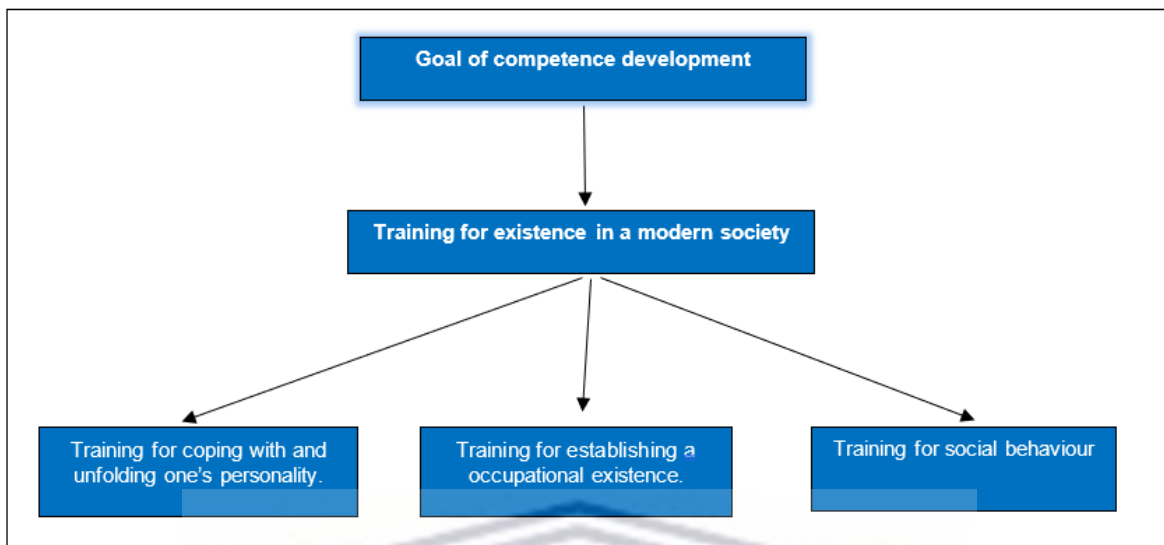 Goal of competence development
Training for existence in a modern society
Training for coping with and
unfolding one's personality.
Training for establishing a
occupational existence.
Training for social behaviour